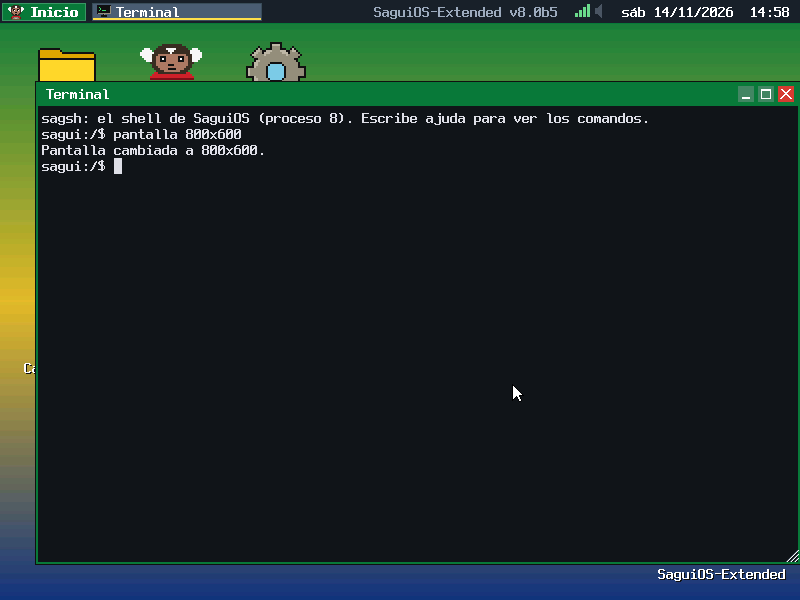 Inicio
Terminal
SaguiOS-Extended v8.0b5
sáb 14/11/2026 14:58
Terminal
sagsh: el shell de SaguiOS (proceso 8). Escribe ajuda para ver los comandos.
sagui:/$ pantalla 800x600
Pantalla cambiada a 800x600.
sagui:/$
SaguiOS-Extended